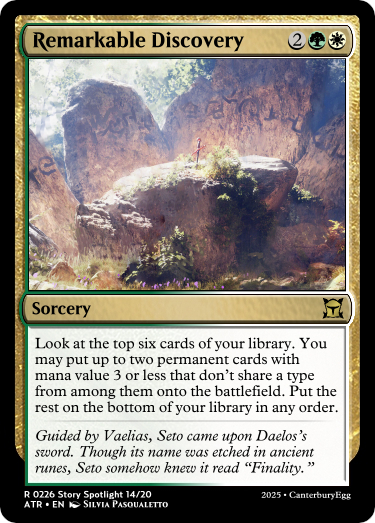 Remarkable Discovery 2
Sorcery
Look at the top six cards of your library. You
may put up to two permanent cards with
mana value 3 or less that don't share a type
from among them onto the battlefield. Put the
rest on the bottom of your library in any order.
Guided by Vaelias, Seto came upon Daelos's
sword. Though its name was etched in ancient
runes, Seto somehow knew it read “Finality.”
R 0226 Story Spotlight 14/20
ATR • EN Silvia Pasqualetto
2025 • CanterburyEgg